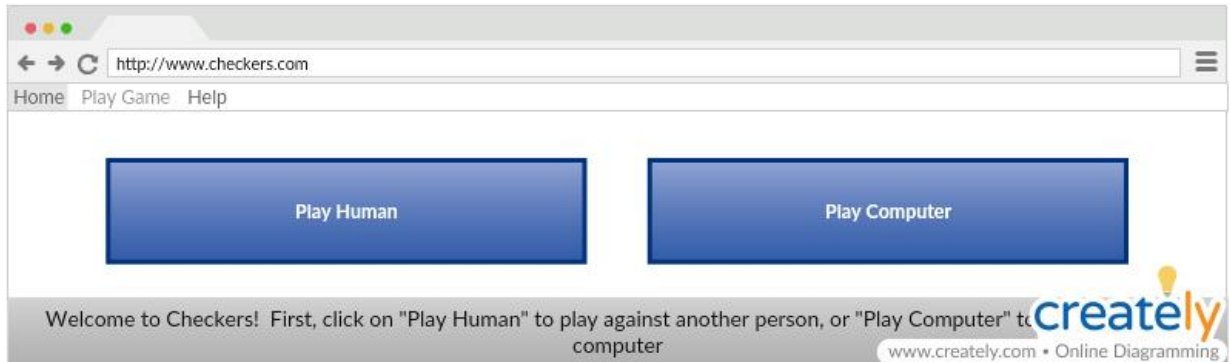 http://www.checkers.com
Home Play Game Help
Play Human Play Computer
Welcome to Checkers! First, click on "Play Human" to play against another person, or "Play Computer" to
computer
creately
www.creately.com • Online Diagramming